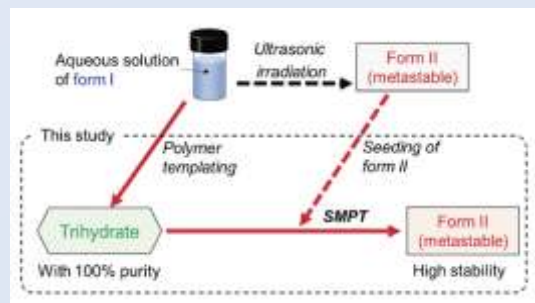 Aqueous solution
of form I
Ultrasonic
irradiation
Form II
(metastable)
This study
Polymer
templating
Seeding of
form II
Trihydrate
SMPT
Form II
(metastable)
With 100% purity
High stability